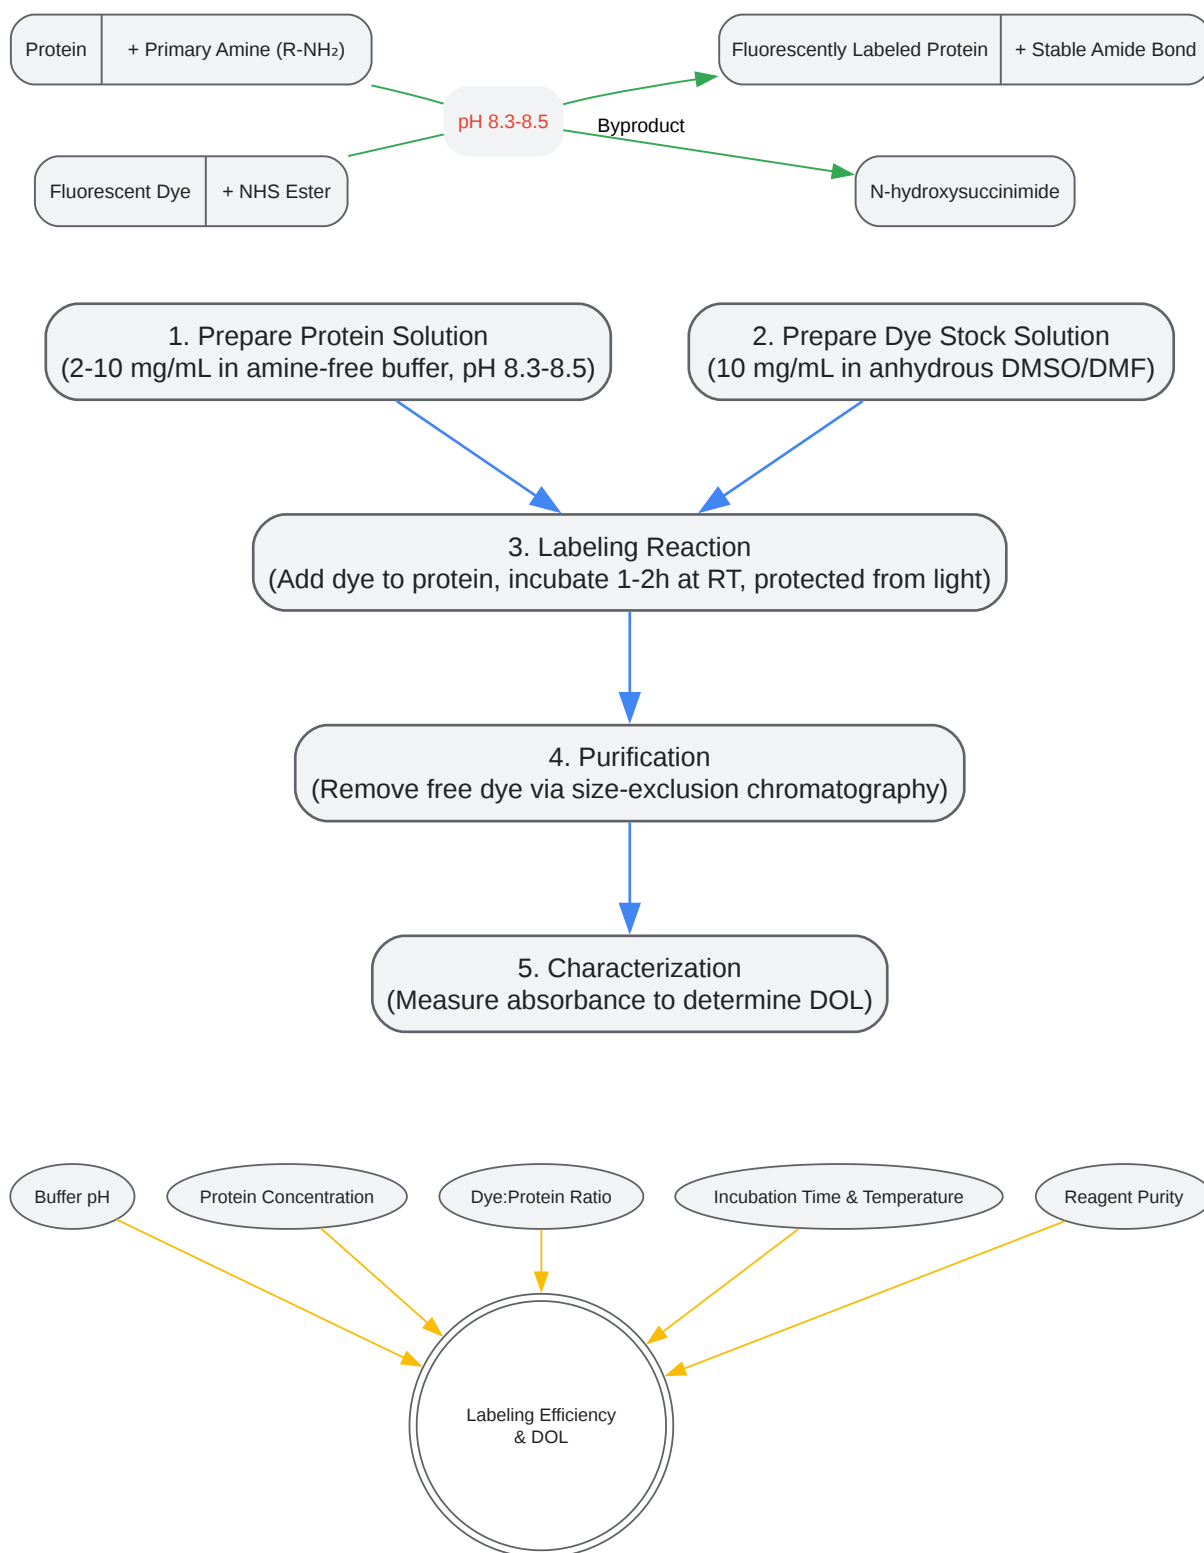 Protein
+ Primary Amine (R-NH₂)
Fluorescently Labeled Protein
+ Stable Amide Bond
pH 8.3-8.5
Byproduct
Fluorescent Dye
+ NHS Ester
N-hydroxysuccinimide
1. Prepare Protein Solution
(2-10 mg/mL in amine-free buffer, pH 8.3-8.5)
2. Prepare Dye Stock Solution
(10 mg/mL in anhydrous DMSO/DMF)
3. Labeling Reaction
(Add dye to protein, incubate 1-2h at RT, protected from light)
4. Purification
(Remove free dye via size-exclusion chromatography)
5. Characterization
(Measure absorbance to determine DOL)
Buffer pH
Protein Concentration
Dye:Protein Ratio
Incubation Time & Temperature
Reagent Purity
Labeling Efficiency
& DOL